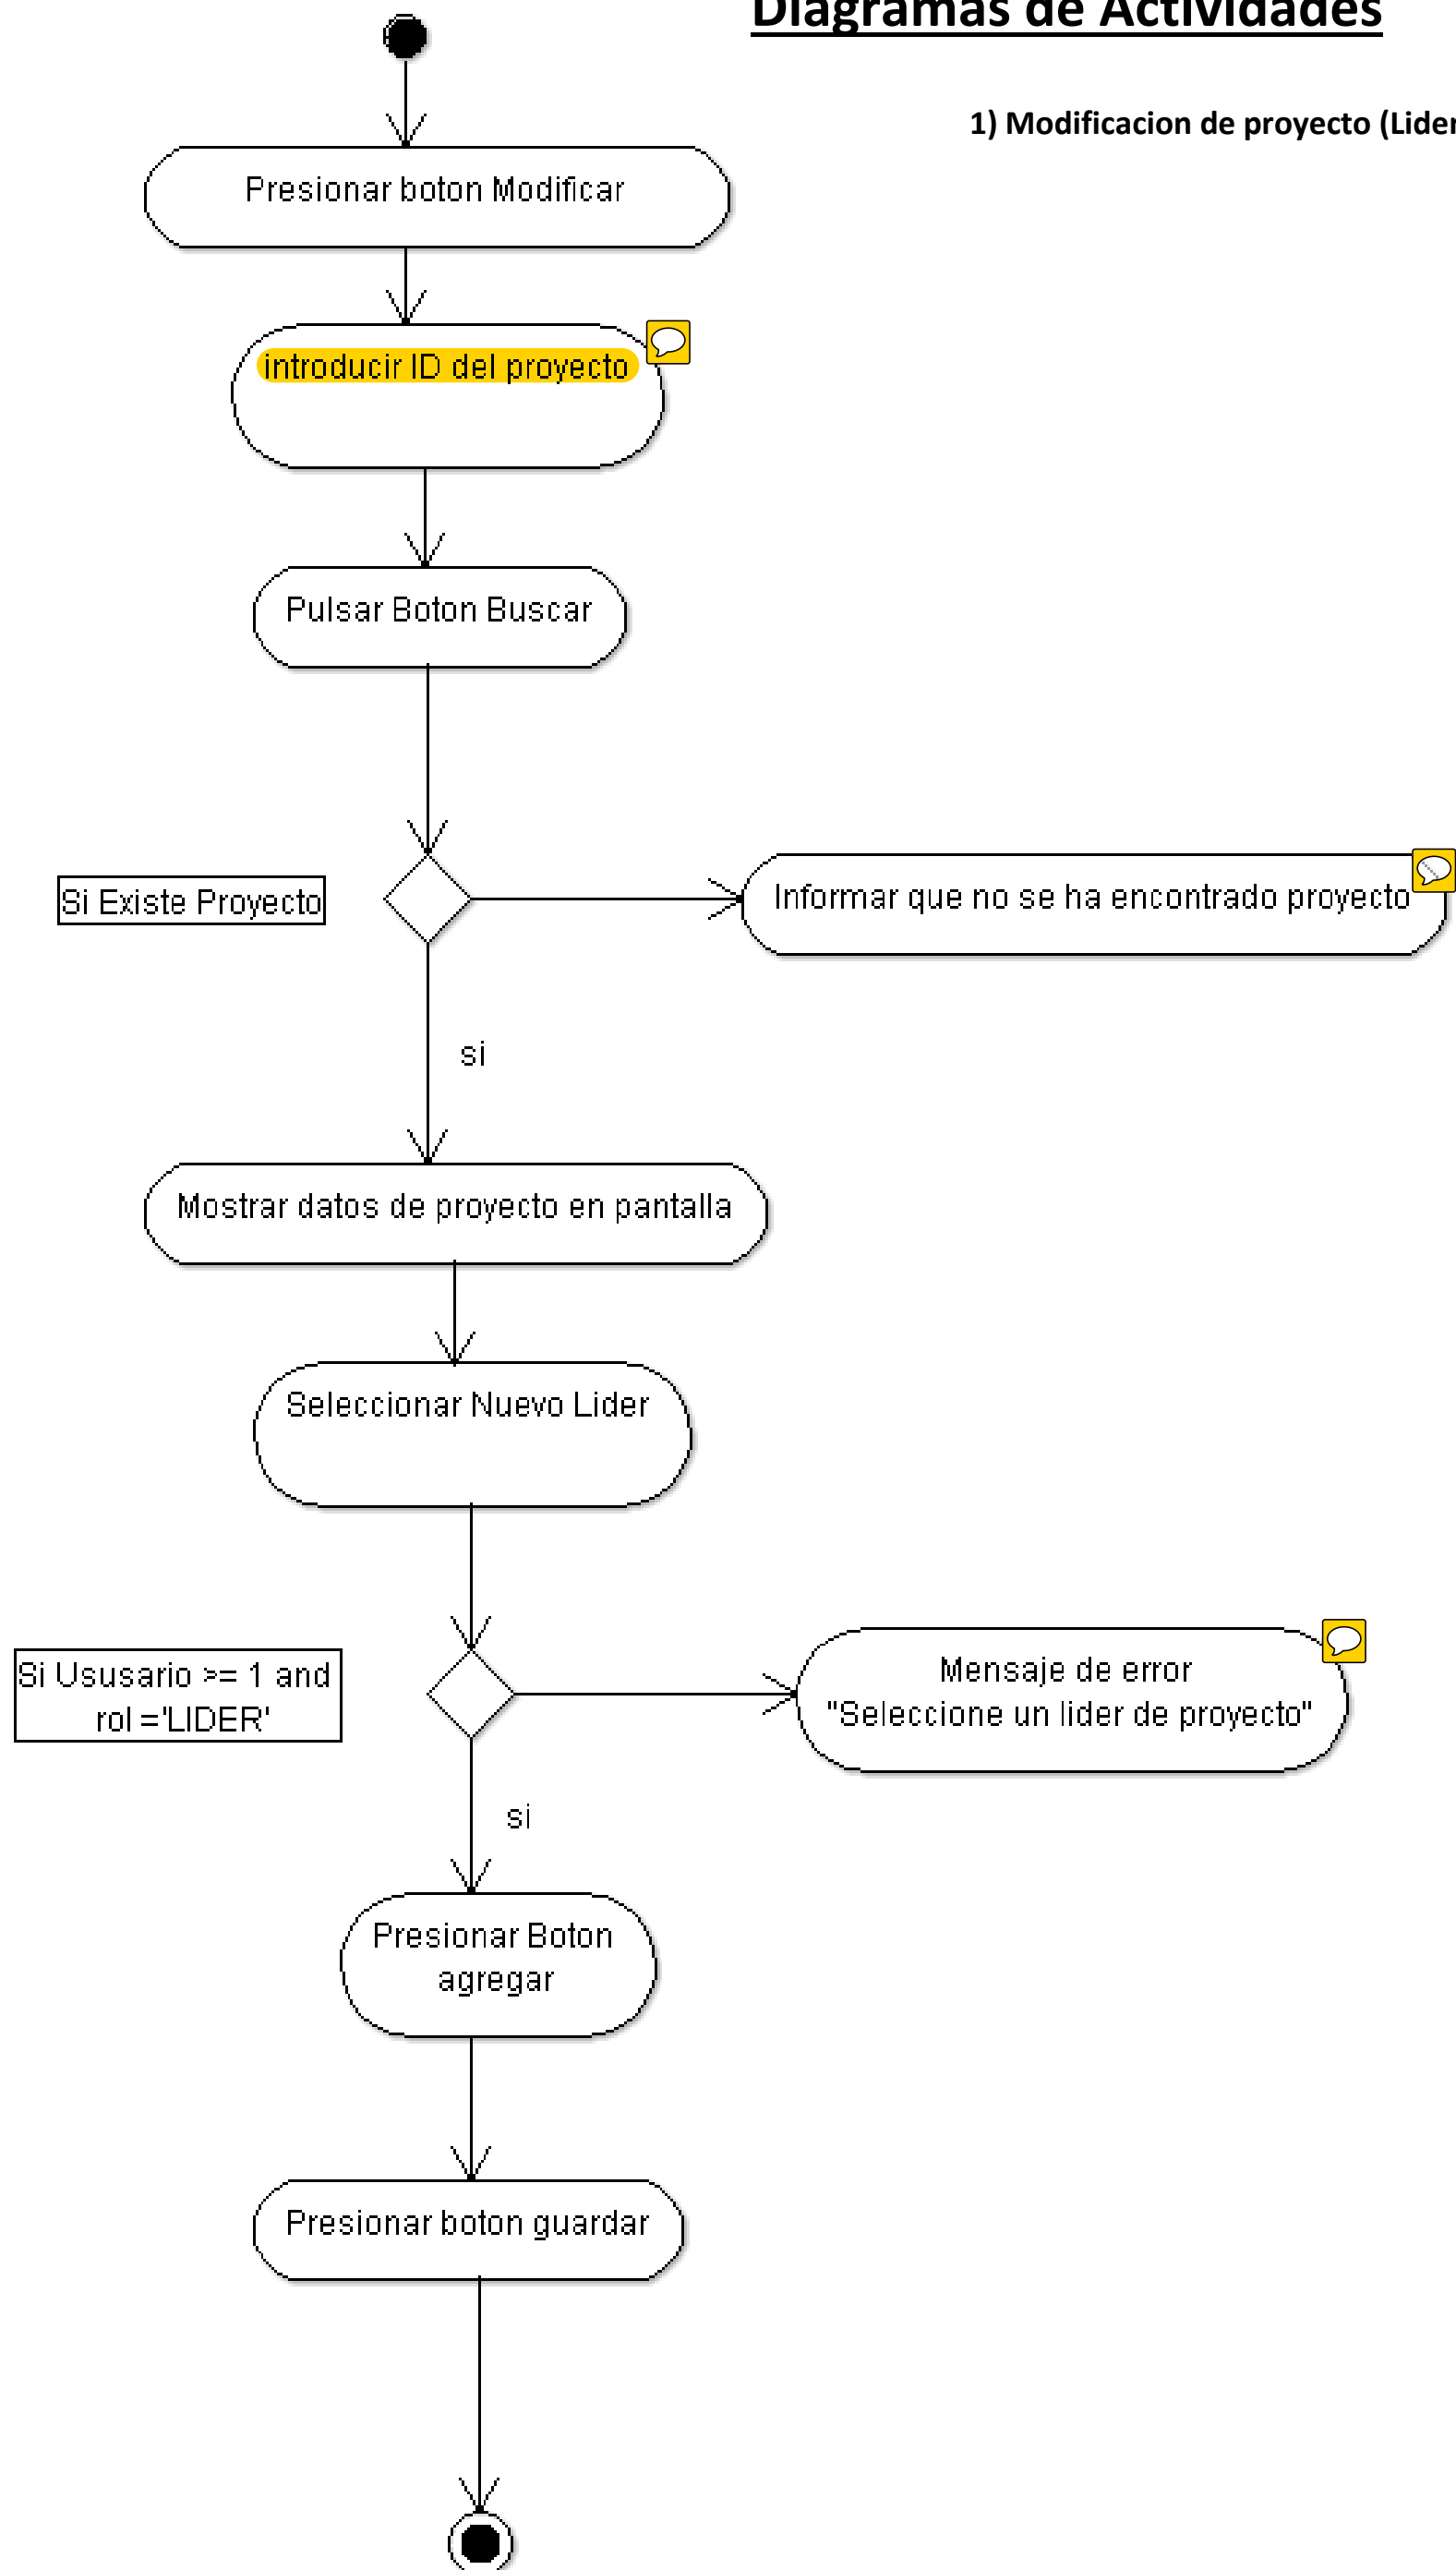 Diagramas de Actividades
1) Modificacion de proyecto (Lider
Presionar boton Modificar
introducir ID del proyecto
Pulsar Boton Buscar
Si Existe Proyecto
Informar que no se ha encontrado proyecto
si
Mostrar datos de proyecto en pantalla
Seleccionar Nuevo Lider
Si Ususario >= 1 and
rol ='LIDER'
Mensaje de error
"Seleccione un lider de proyecto"
si
Presionar Boton
agregar
Presionar boton guardar